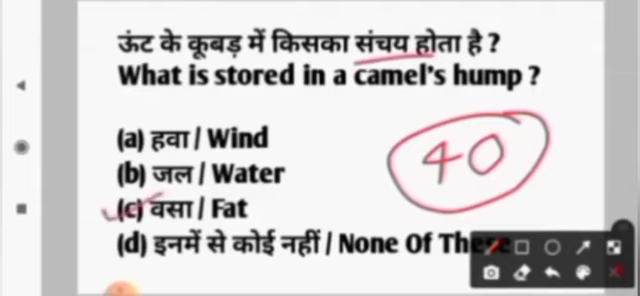 ऊंट के कूबड़ में किसका संचय होता है ?
What is stored in a camel's hump ?
(a) हवा / Wind
(b) जल / Water
40
(c) वसा / Fat
(d) इनमें से कोई नहीं / None Of These